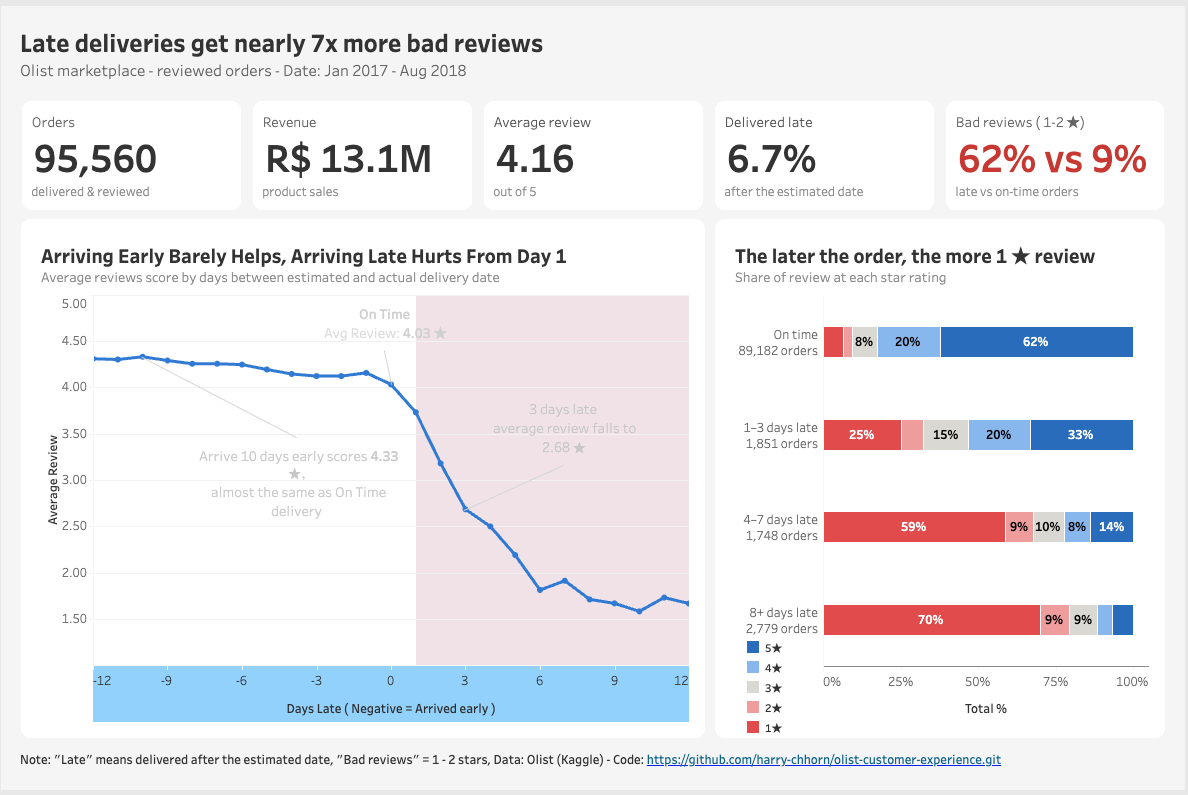 Late deliveries get nearly 7x more bad reviews
Olist marketplace - reviewed orders - Date: Jan 2017 - Aug 2018
Orders
95,560
delivered & reviewed
Revenue
R$ 13.1M
product sales
Average review
4.16
out of 5
Delivered late
6.7%
after the estimated date
Bad reviews ( 1-2 ★)
62% vs 9%
late vs on-time orders
Arriving Early Barely Helps, Arriving Late Hurts From Day 1
Average reviews score by days between estimated and actual delivery date
Average Review
5.00
4.50
4.00
3.50
3.00
2.50
2.00
1.50
On Time
Avg Review: 4.03 ★
Arrive 10 days early scores 4.33
★,
almost the same as On Time
delivery
3 days late
average review falls to
2.68 ★
-12 -9 -6 -3 0 3 6 9 12
Days Late ( Negative = Arrived early )
The later the order, the more 1 ★ review
Share of review at each star rating
On time
89,182 orders
8% 20% 62%
1–3 days late
1,851 orders
25% 15% 20% 33%
4–7 days late
1,748 orders
59% 9% 10% 8% 14%
8+ days late
2,779 orders
70% 9% 9%
5★
4★
3★
2★
1★
0% 25% 50% 75% 100%
Total %
Note: "Late" means delivered after the estimated date, "Bad reviews" = 1 - 2 stars, Data: Olist (Kaggle) - Code: https://github.com/harry-chhorn/olist-customer-experience.git